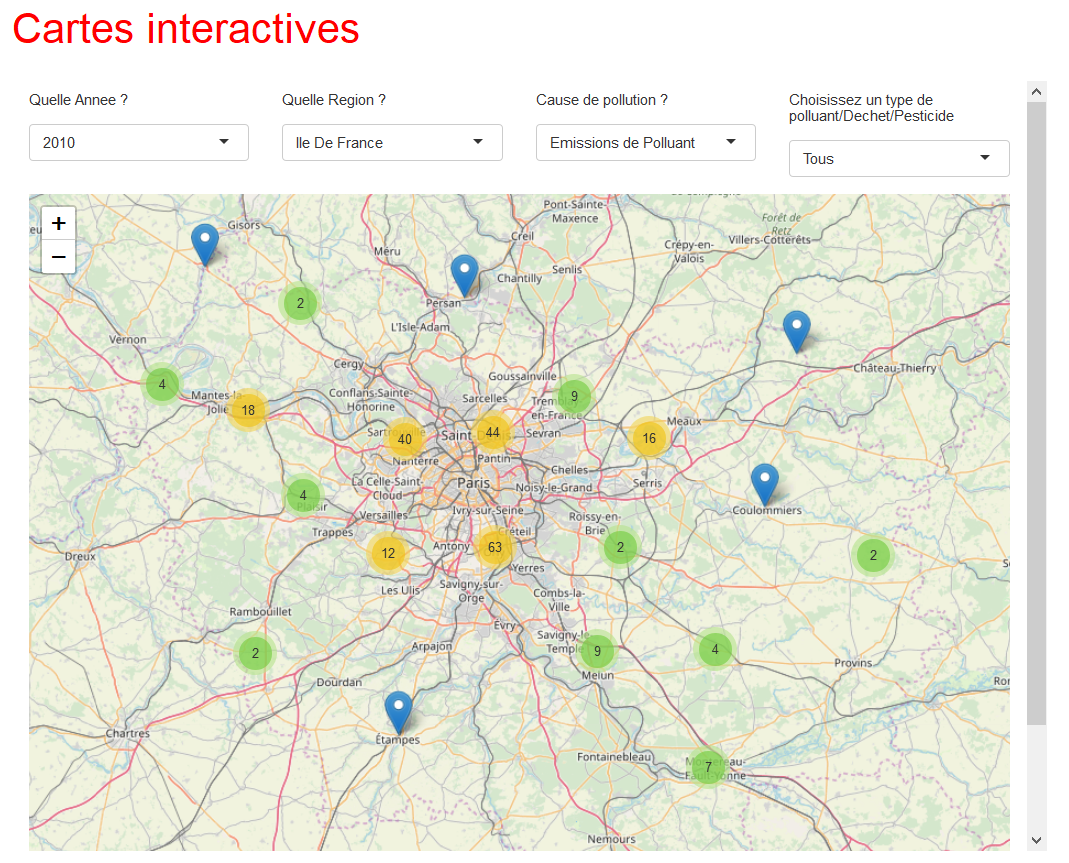 Cartes interactives
Quelle Annee ?
Quelle Region ?
Cause de pollution ?
Choisissez un type de
polluant/Dechet/Pesticide
2010
Ile De France
Emissions de Polluant
Tous
+
−
Gisors
Pont-Sainte-
Maxence
Forêt de
Retz
Creil
Crépy-en-
Valois
Villers-Cotterêts
Méru
Senlis
Chantilly
Persan
2
L'Isle-Adam
Vernon
Cergy
Château-Thierry
Goussainville
4
Mantes-la
Jolie
18
Conflans-Sainte-
Honorine
Sarcelles
9
en-France
40
Saint-
44
Sevran
16
Meaux
Nanterre
Pantin
Chelles
La Celle-Saint-
Cloud
Paris
Noisy-le-Grand
Serris
4
Plaisir
Versailles
Ivry-sur-Seine
Roissy-en-
Brie
Coulommiers
Trappes
Créteil
12
Antony
63
2
2
Dreux
Yerres
Les Ulis
Savigny-sur-
Orge
Combs-la-
Ville
Rambouillet
Évry
Savigny-le
Temple
2
Arpajon
9
4
Provins
Melun
Dourdan
Chartres
Étampes
Fontainebleau
7
Montereau-
Fault-Yonne
Nemours